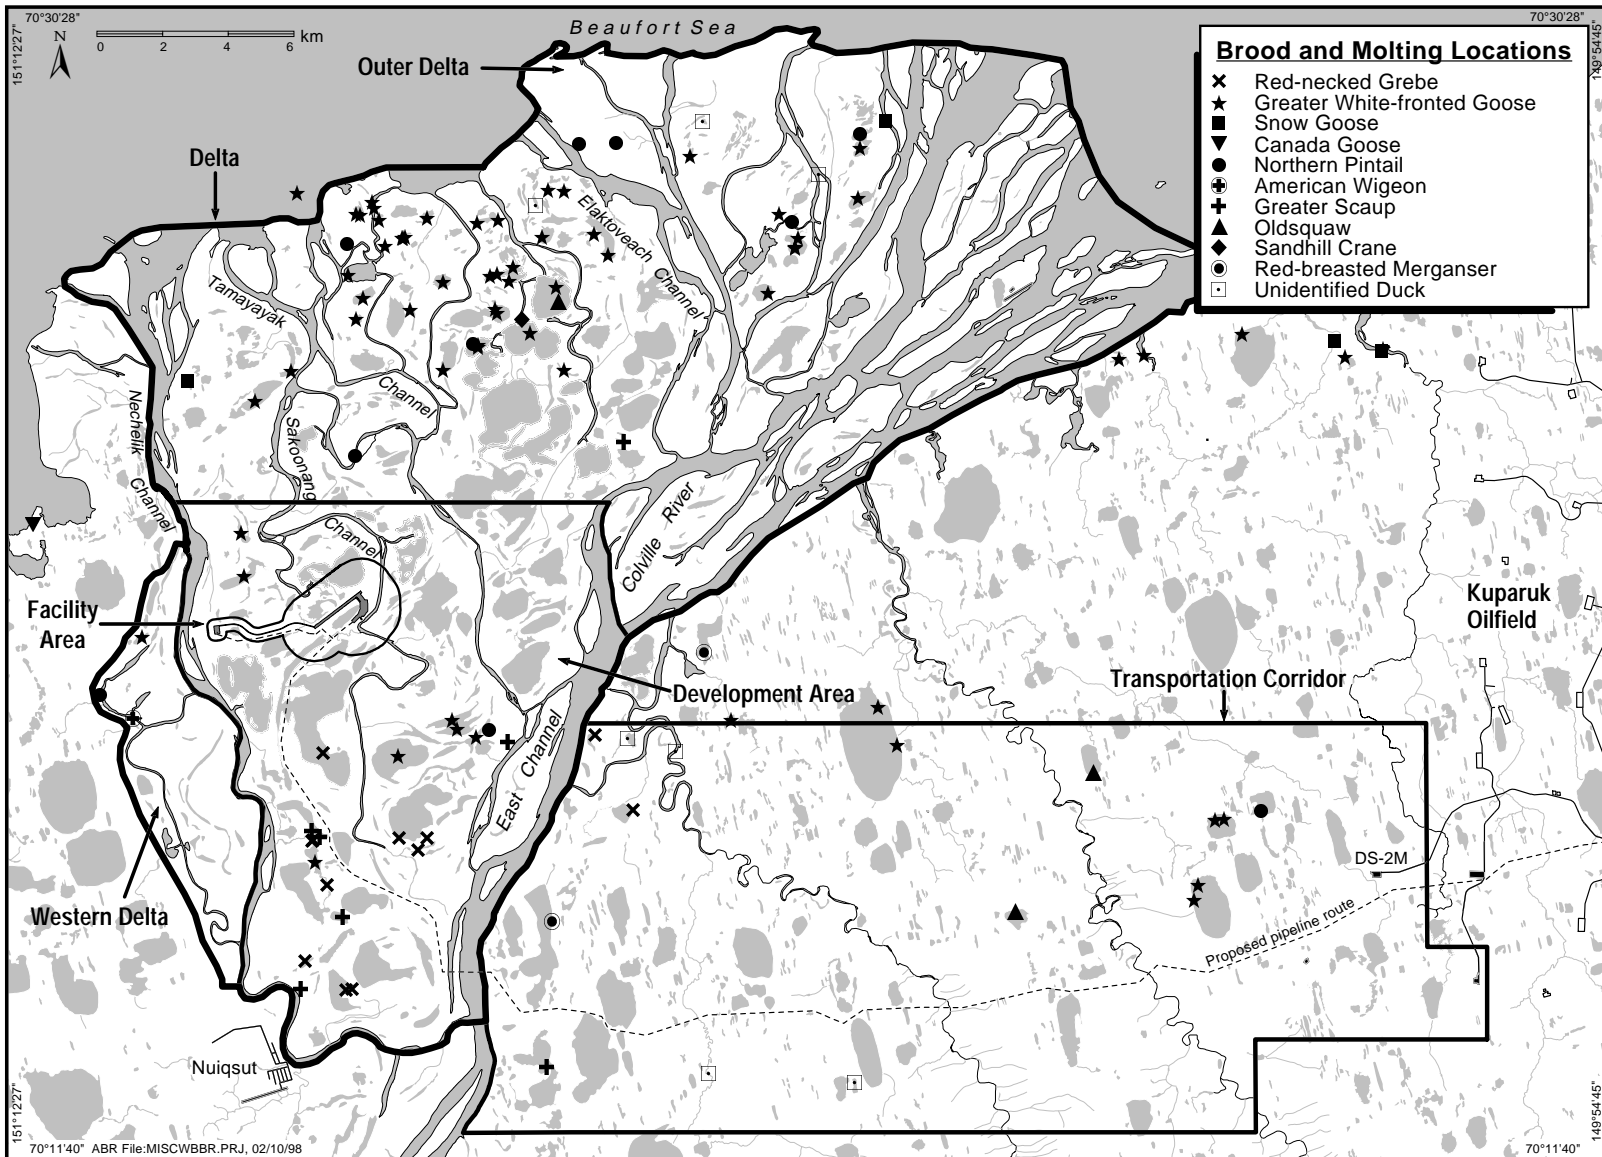 70°30'28"
70°30'28"
151°12'27"
149°54'45"
N
0 2 4 6 km
Beaufort Sea
Outer Delta
Delta
Brood and Molting Locations
Red-necked Grebe
Greater White-fronted Goose
Snow Goose
Canada Goose
Northern Pintail
American Wigeon
Greater Scaup
Oldsquaw
Sandhill Crane
Red-breasted Merganser
Unidentified Duck
Elaktoveach Channel
Tamayayak
Channel
Nechelik
Channel
Sakoonang
Channel
Colville River
Facility
Area
Kuparuk
Oilfield
Development Area
Transportation Corridor
East Channel
Western Delta
DS-2M
Proposed pipeline route
Nuiqsut
151°12'27"
149°54'45"
70°11'40" ABR File:MISCWBBR.PRJ, 02/10/98
70°11'40"